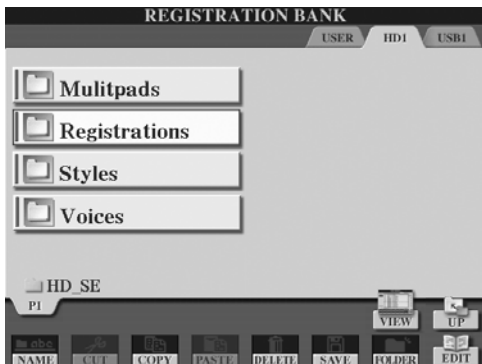 REGISTRATION BANK
USER HD1 USB1
Mulitpads
Registrations
Styles
Voices
HD_SE
P1
VIEW UP
abc
NAME CUT COPY PASTE DELETE SAVE FOLDER EDIT